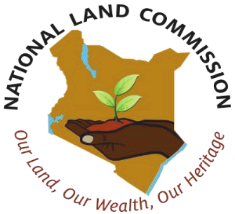 NATIONAL LAND COMMISSION
Our Land, Our Wealth, Our Heritage